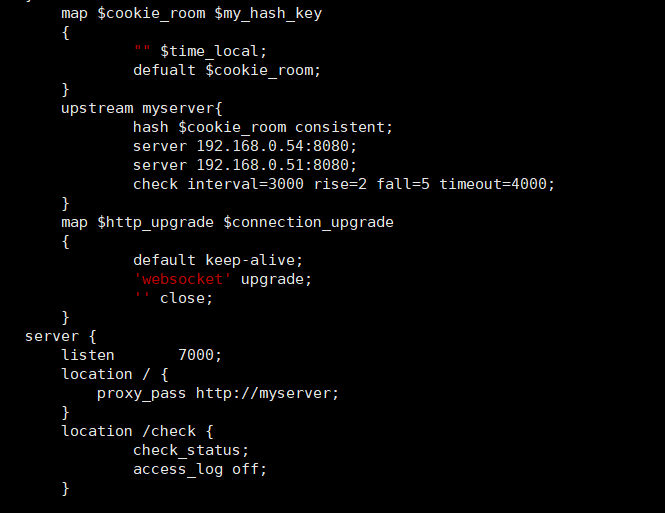 map $cookie_room $my_hash_key
{
"" $time_local;
defualt $cookie_room;
}
upstream myserver{
hash $cookie_room consistent;
server 192.168.0.54:8080;
server 192.168.0.51:8080;
check interval=3000 rise=2 fall=5 timeout=4000;
}
map $http_upgrade $connection_upgrade
{
default keep-alive;
'websocket' upgrade;
'' close;
}
server {
listen 7000;
location / {
proxy_pass http://myserver;
}
location /check {
check_status;
access_log off;
}